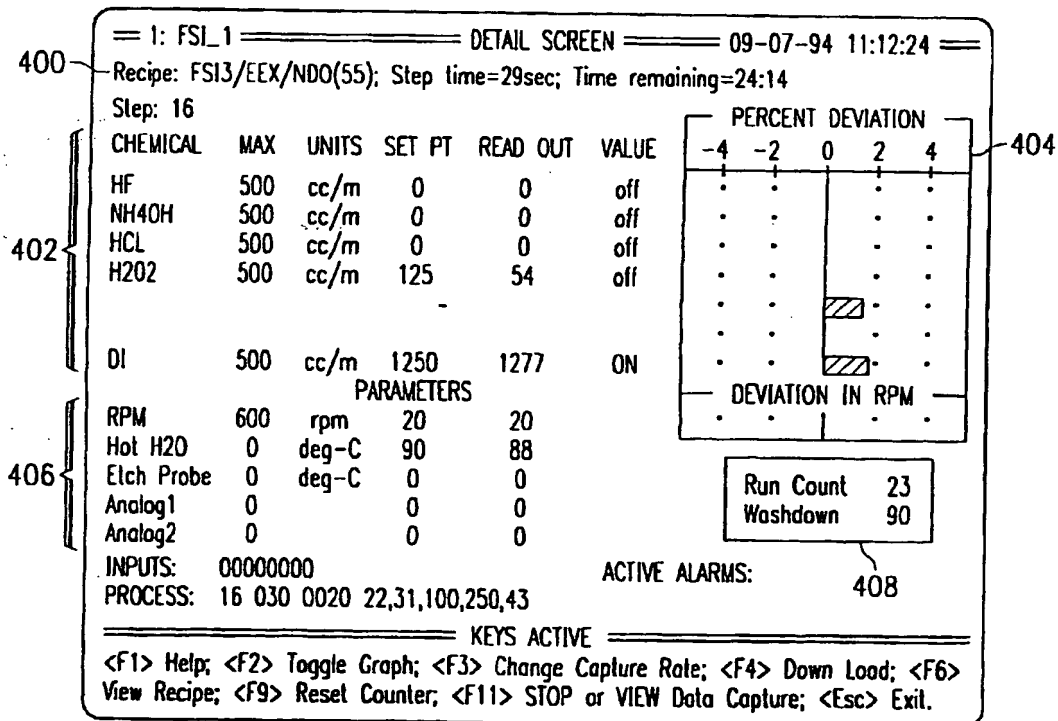 1: FSI_1 DETAIL SCREEN 09-07-94 11:12:24
400 Recipe: FSI3/EEX/NDO(55); Step time=29sec; Time remaining=24:14
Step: 16
PERCENT DEVIATION
CHEMICAL MAX UNITS SET PT READ OUT VALUE -4 -2 0 2 4 404
HF 500 cc/m 0 0 off
NH4OH 500 cc/m 0 0 off
402 HCL 500 cc/m 0 0 off
H2O2 500 cc/m 125 54 off
DI 500 cc/m 1250 1277 ON
PARAMETERS DEVIATION IN RPM
RPM 600 rpm 20 20
Hot H2O 0 deg-C 90 88
406 Etch Probe 0 deg-C 0 0 Run Count 23
Analog1 0 0 0 Washdown 90
Analog2 0 0 0
INPUTS: 00000000 ACTIVE ALARMS: 408
PROCESS: 16 030 0020 22,31,100,250,43
KEYS ACTIVE
<F1> Help; <F2> Toggle Graph; <F3> Change Capture Rate; <F4> Down Load; <F6>
View Recipe; <F9> Reset Counter; <F11> STOP or VIEW Data Capture; <Esc> Exit.